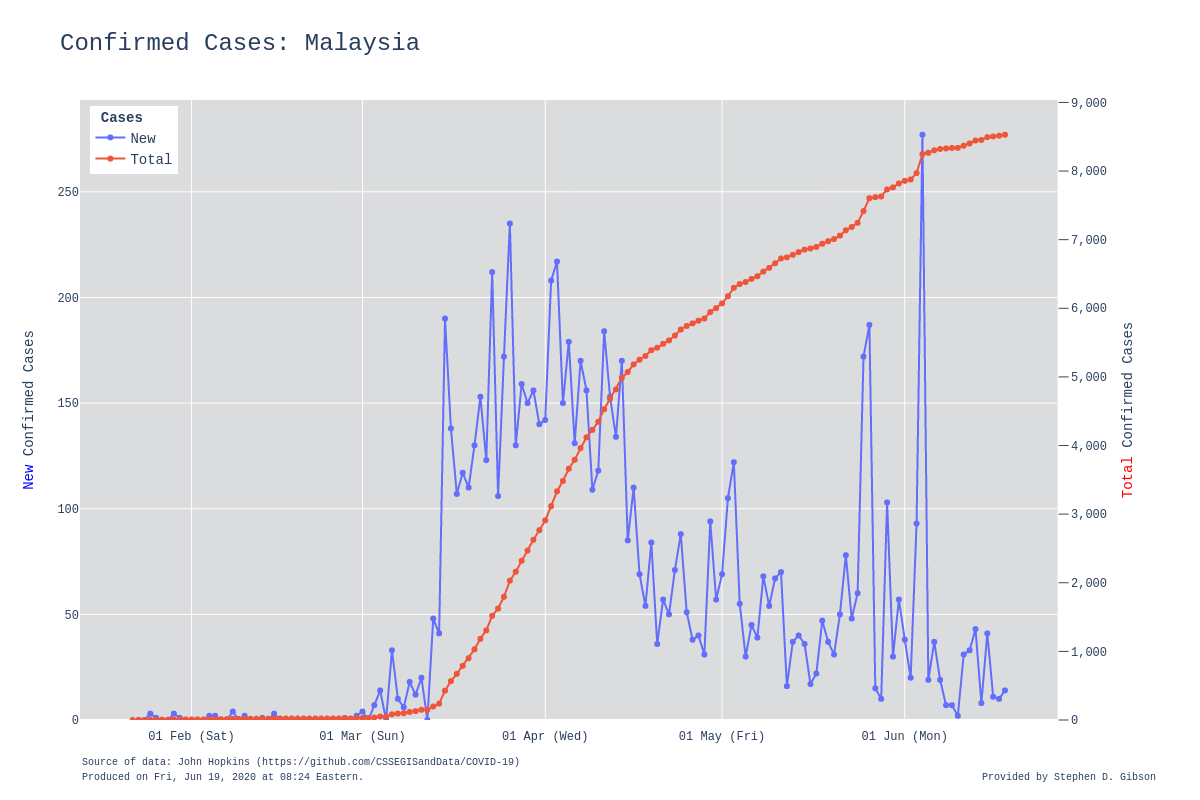 Confirmed Cases: Malaysia
Cases
New
Total
250
200
150
100
50
0
9,000
8,000
7,000
6,000
5,000
4,000
3,000
2,000
1,000
0
New Confirmed Cases
Total Confirmed Cases
01 Feb (Sat)
01 Mar (Sun)
01 Apr (Wed)
01 May (Fri)
01 Jun (Mon)
Source of data: John Hopkins (https://github.com/CSSEGISandData/COVID-19)
Produced on Fri, Jun 19, 2020 at 08:24 Eastern.
Provided by Stephen D. Gibson